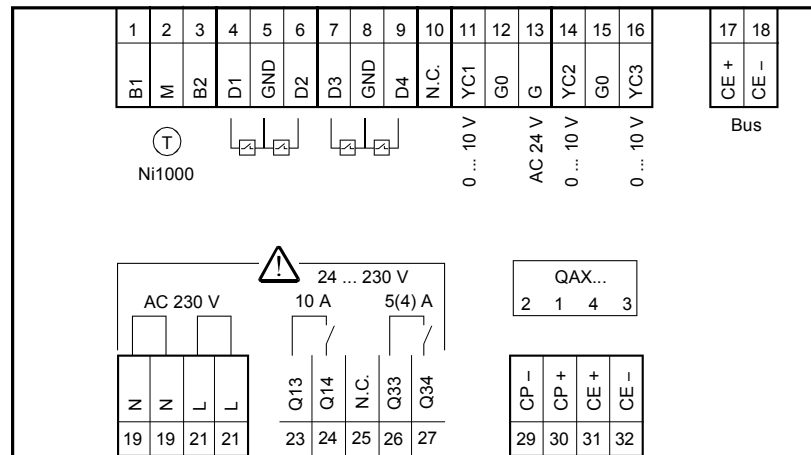 1 2 3 4 5 6 7 8 9 10 11 12 13 14 15 16 17 18
B1 M B2 D1 GND D2 D3 GND D4 N.C. YC1 G0 G YC2 G0 YC3 CE + CE –
T
Ni1000
0 ... 10 V AC 24 V 0 ... 10 V 0 ... 10 V
Bus
!
24 ... 230 V
AC 230 V 10 A 5(4) A
QAX...
2 1 4 3
N N L L Q13 Q14 N.C. Q33 Q34 CP – CP + CE + CE –
19 19 21 21 23 24 25 26 27 29 30 31 32